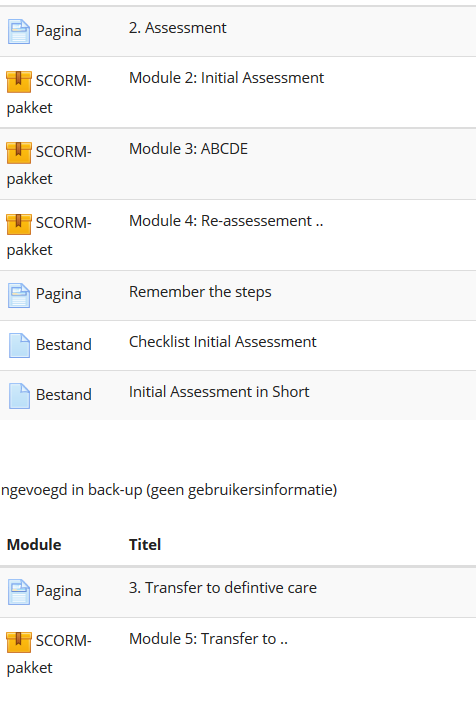 Pagina 2. Assessment
SCORM- Module 2: Initial Assessment
pakket
SCORM- Module 3: ABCDE
pakket
SCORM- Module 4: Re-assessement ..
pakket
Pagina Remember the steps
Bestand Checklist Initial Assessment
Bestand Initial Assessment in Short
ngevoegd in back-up (geen gebruikersinformatie)
Module Titel
Pagina 3. Transfer to defintive care
SCORM- Module 5: Transfer to ..
pakket